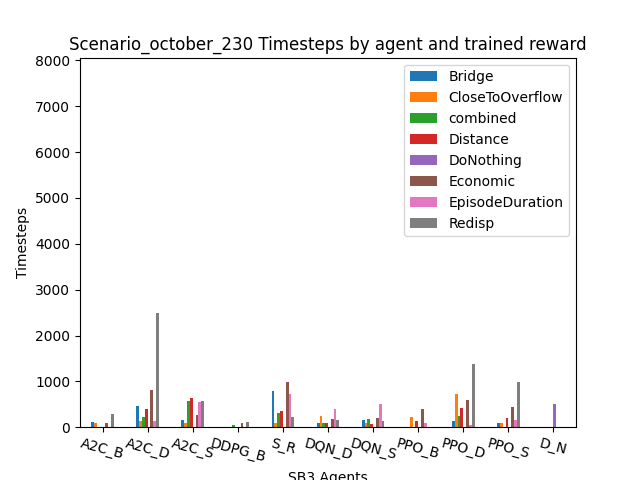 Scenario_october_230 Timesteps by agent and trained reward
8000
7000
6000
5000
4000
3000
2000
1000
0
Timesteps
Bridge
CloseToOverflow
combined
Distance
DoNothing
Economic
EpisodeDuration
Redisp
A2C_B
A2C_D
A2C_S
DDPG_B
S_R
DQN_D
DQN_S
PPO_B
PPO_D
PPO_S
D_N
SB3 Agents